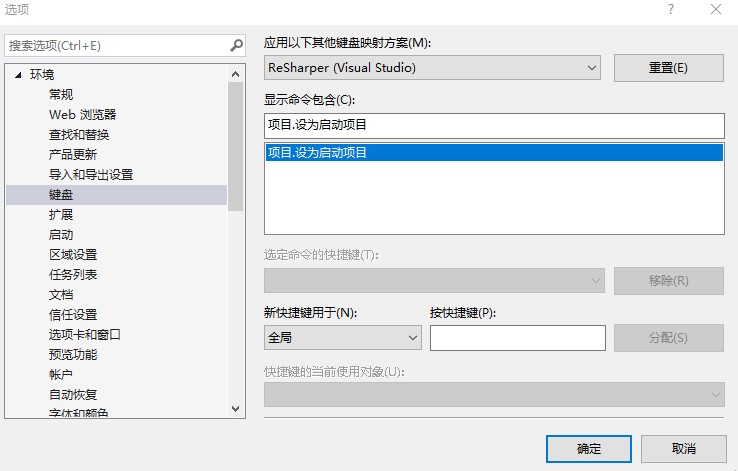 选项
?
搜索选项(Ctrl+E)
环境
常规
Web 浏览器
查找和替换
产品更新
导入和导出设置
键盘
扩展
启动
区域设置
任务列表
文档
信任设置
选项卡和窗口
预览功能
帐户
自动恢复
字体和颜色
应用以下其他键盘映射方案(M):
ReSharper (Visual Studio)
重置(E)
显示命令包含(C):
项目.设为启动项目
项目.设为启动项目
选定命令的快捷键(T):
移除(R)
新快捷键用于(N):
按快捷键(P):
全局
分配(S)
快捷键的当前使用对象(U):
确定
取消